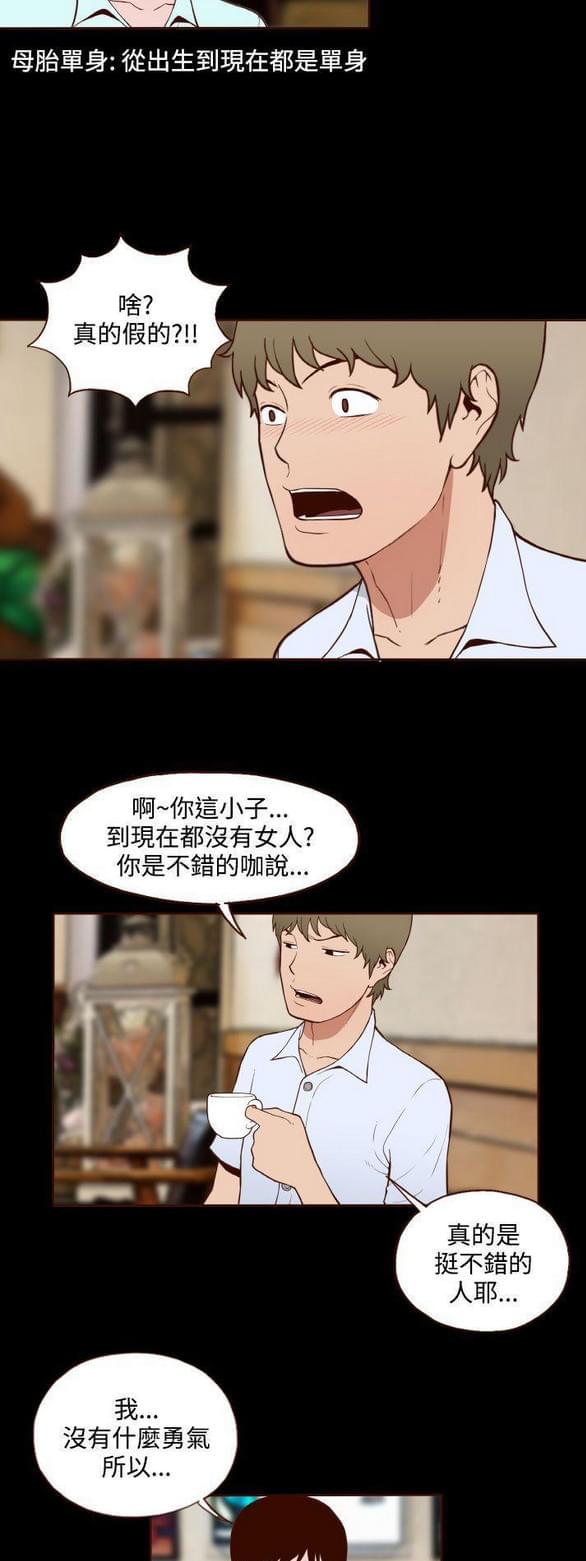 母胎單身: 從出生到現在都是單身
啥?
真的假的?!!
啊~你這小子...
到現在都沒有女人?
你是不錯的咖說...
真的是
挺不錯的
人耶...
我...
沒有什麼勇氣
所以...